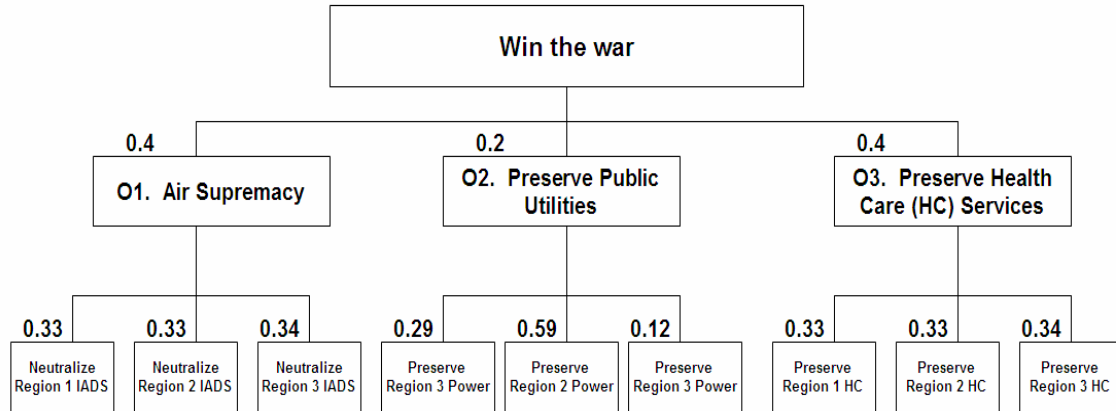 Win the war
0.4
0.2
0.4
O1. Air Supremacy
O2. Preserve Public
Utilities
O3. Preserve Health
Care (HC) Services
0.33
0.33
0.34
0.29
0.59
0.12
0.33
0.33
0.34
Neutralize
Region 1 IADS
Neutralize
Region 2 IADS
Neutralize
Region 3 IADS
Preserve
Region 3 Power
Preserve
Region 2 Power
Preserve
Region 3 Power
Preserve
Region 1 HC
Preserve
Region 2 HC
Preserve
Region 3 HC